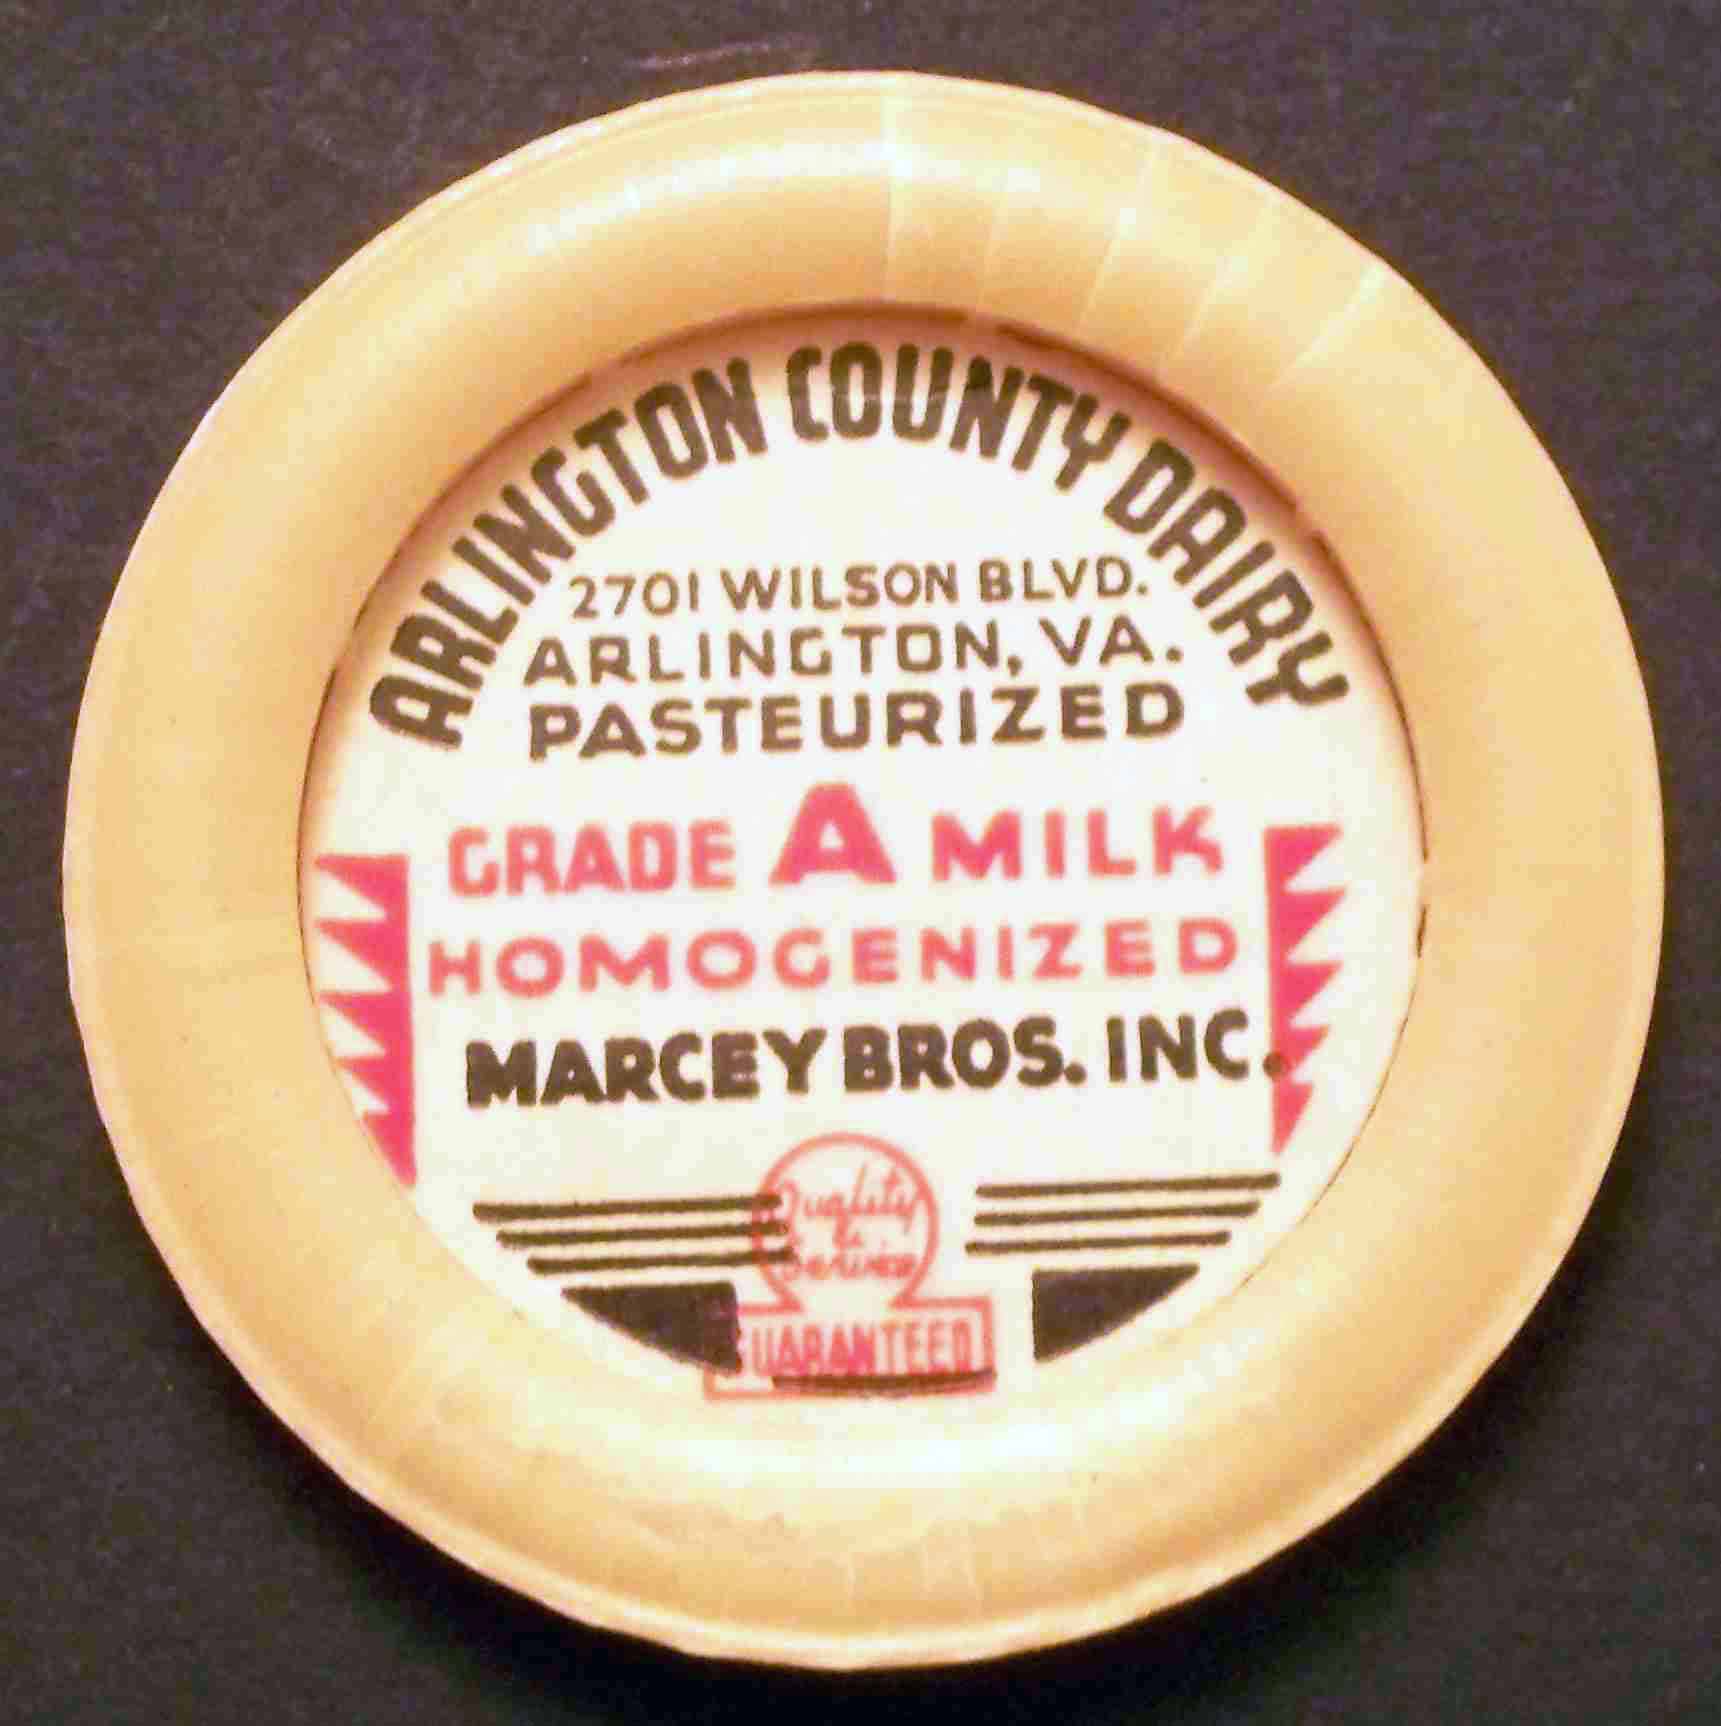 ARLINGTON COUNTY DAIRY
2701 WILSON BLVD.
ARLINGTON, VA.
PASTEURIZED
GRADE A MILK
HOMOGENIZED
MARCEY BROS. INC.
Quality
&
Service
GUARANTEED